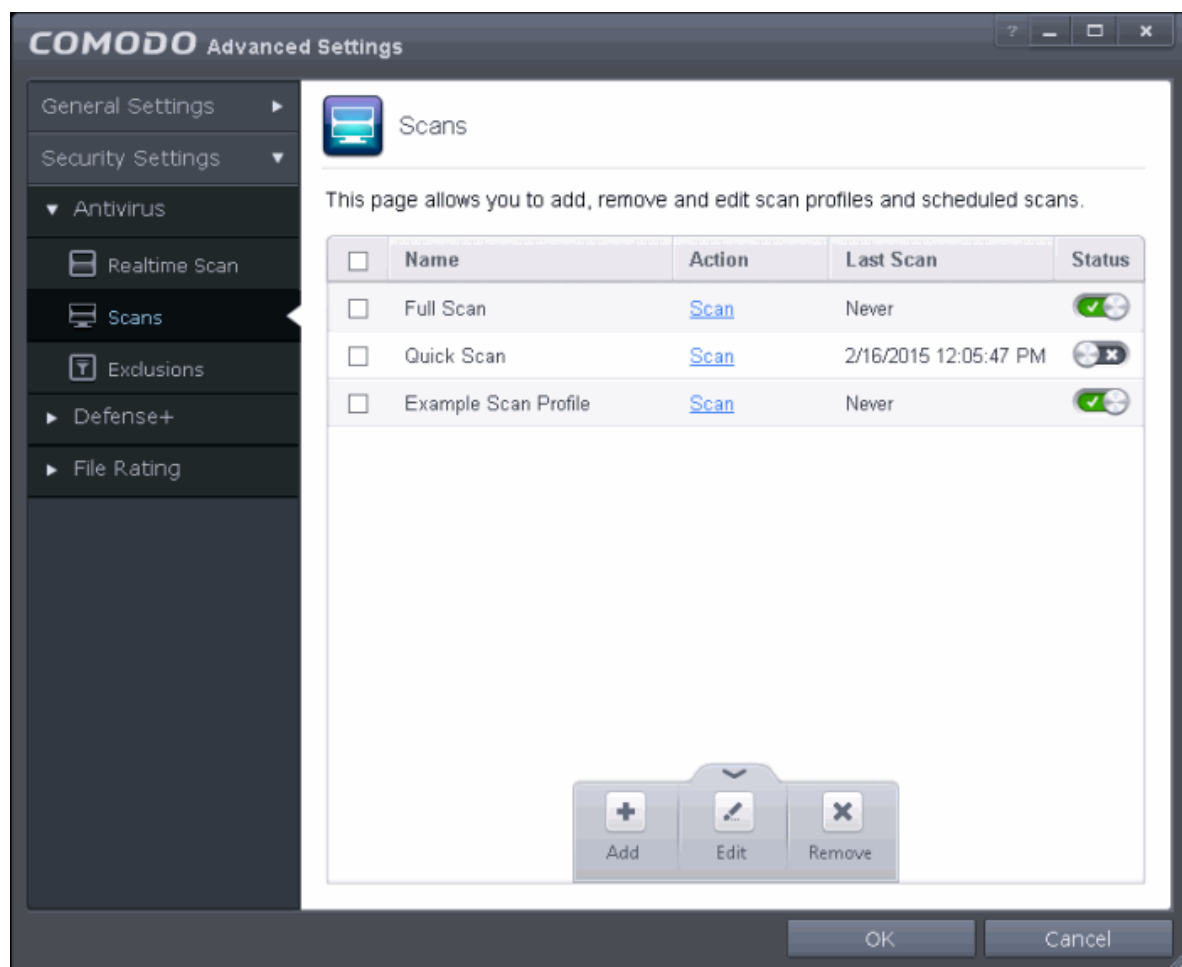 COMODO Advanced Settings
?
General Settings
Security Settings
Antivirus
Realtime Scan
Scans
Exclusions
Defense+
File Rating
Scans
This page allows you to add, remove and edit scan profiles and scheduled scans.
Name Action Last Scan Status
Full Scan Scan Never
Quick Scan Scan 2/16/2015 12:05:47 PM
Example Scan Profile Scan Never
Add Edit Remove
OK Cancel